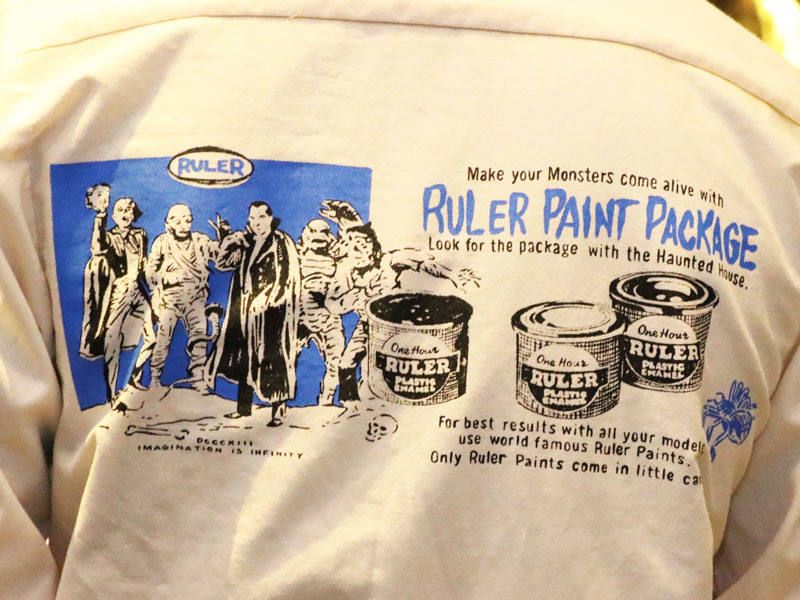 RULER
Make your Monsters come alive with
RULER PAINT PACKAGE
Look for the package with the Haunted House.
One Hour
RULER
PLASTIC
ENAMEL
One Hour
RULER
PLASTIC
ENAMEL
One Hour
RULER
PLASTIC
ENAMEL
DCCCXIII
IMAGINATION IS INFINITY
For best results with all your model
use world famous Ruler Paints.
Only Ruler Paints come in little ca